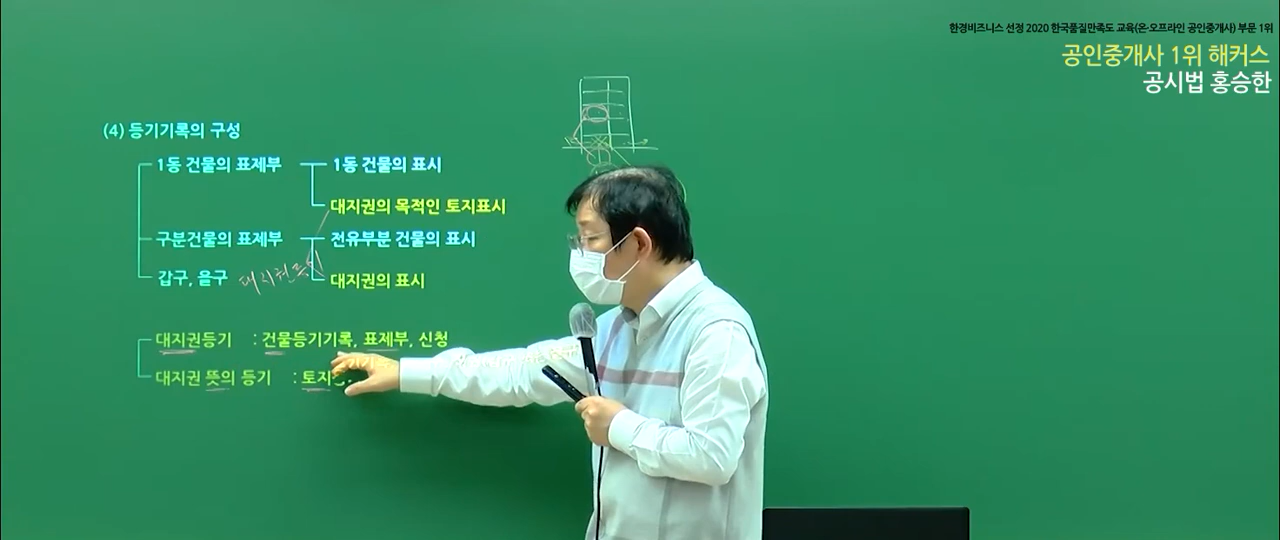 한경비즈니스 선정 2020 한국품질만족도 교육(온·오프라인 공인중개사) 부문 1위
공인중개사 1위 해커스
공시법 홍승한
(4) 등기기록의 구성
1동 건물의 표제부
1동 건물의 표시
대지권의 목적인 토지표시
구분건물의 표제부
전유부분 건물의 표시
갑구, 을구
대지권등기
대지권의 표시
대지권등기 : 건물등기기록, 표제부, 신청
대지권 뜻의 등기 : 토지